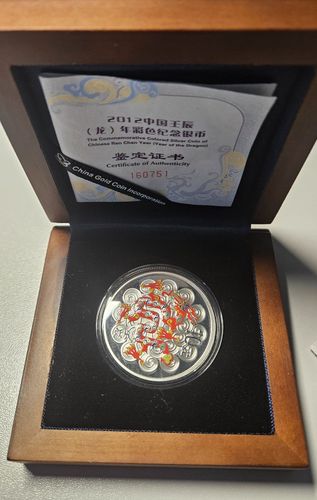 2012中国壬辰
（龙）年彩色纪念银币
The Commemorative Colored Silver Coin of
Chinese Ren Chen Year (Year of the Dragon)
鉴定证书
Certificate of Authenticity
160751
China Gold Coin Incorporation